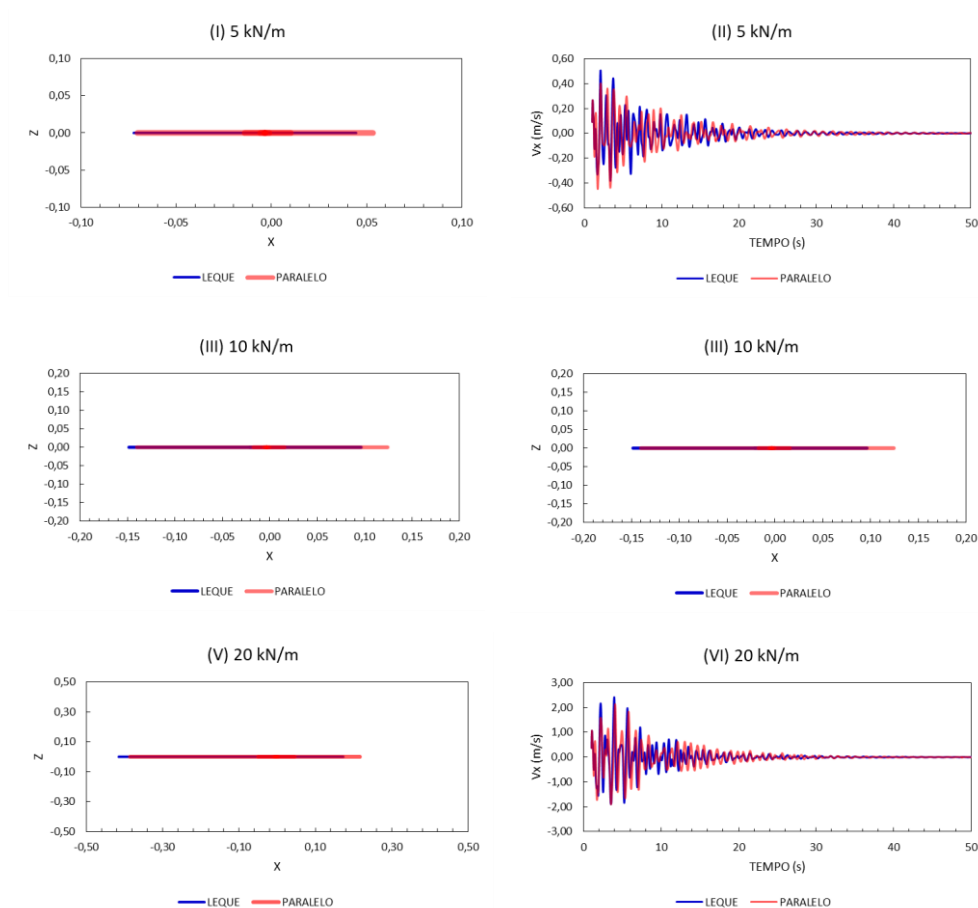 (I) 5 kN/m
0,10
0,05
0,00
-0,05
-0,10
Z
-0,10 -0,05 0,00 0,05 0,10
X
LEQUE PARALELO
(II) 5 kN/m
0,60
0,40
0,20
0,00
-0,20
-0,40
-0,60
Vx (m/s)
0 10 20 30 40 50
TEMPO (s)
LEQUE PARALELO
(III) 10 kN/m
0,20
0,15
0,10
0,05
0,00
-0,05
-0,10
-0,15
-0,20
Z
-0,20 -0,15 -0,10 -0,05 0,00 0,05 0,10 0,15 0,20
X
LEQUE PARALELO
(III) 10 kN/m
0,20
0,15
0,10
0,05
0,00
-0,05
-0,10
-0,15
-0,20
Z
-0,20 -0,15 -0,10 -0,05 0,00 0,05 0,10 0,15 0,20
X
LEQUE PARALELO
(V) 20 kN/m
0,50
0,30
0,10
-0,10
-0,30
-0,50
Z
-0,50 -0,30 -0,10 0,10 0,30 0,50
X
LEQUE PARALELO
(VI) 20 kN/m
3,00
2,00
1,00
0,00
-1,00
-2,00
-3,00
Vx (m/s)
0 10 20 30 40 50
TEMPO (s)
LEQUE PARALELO